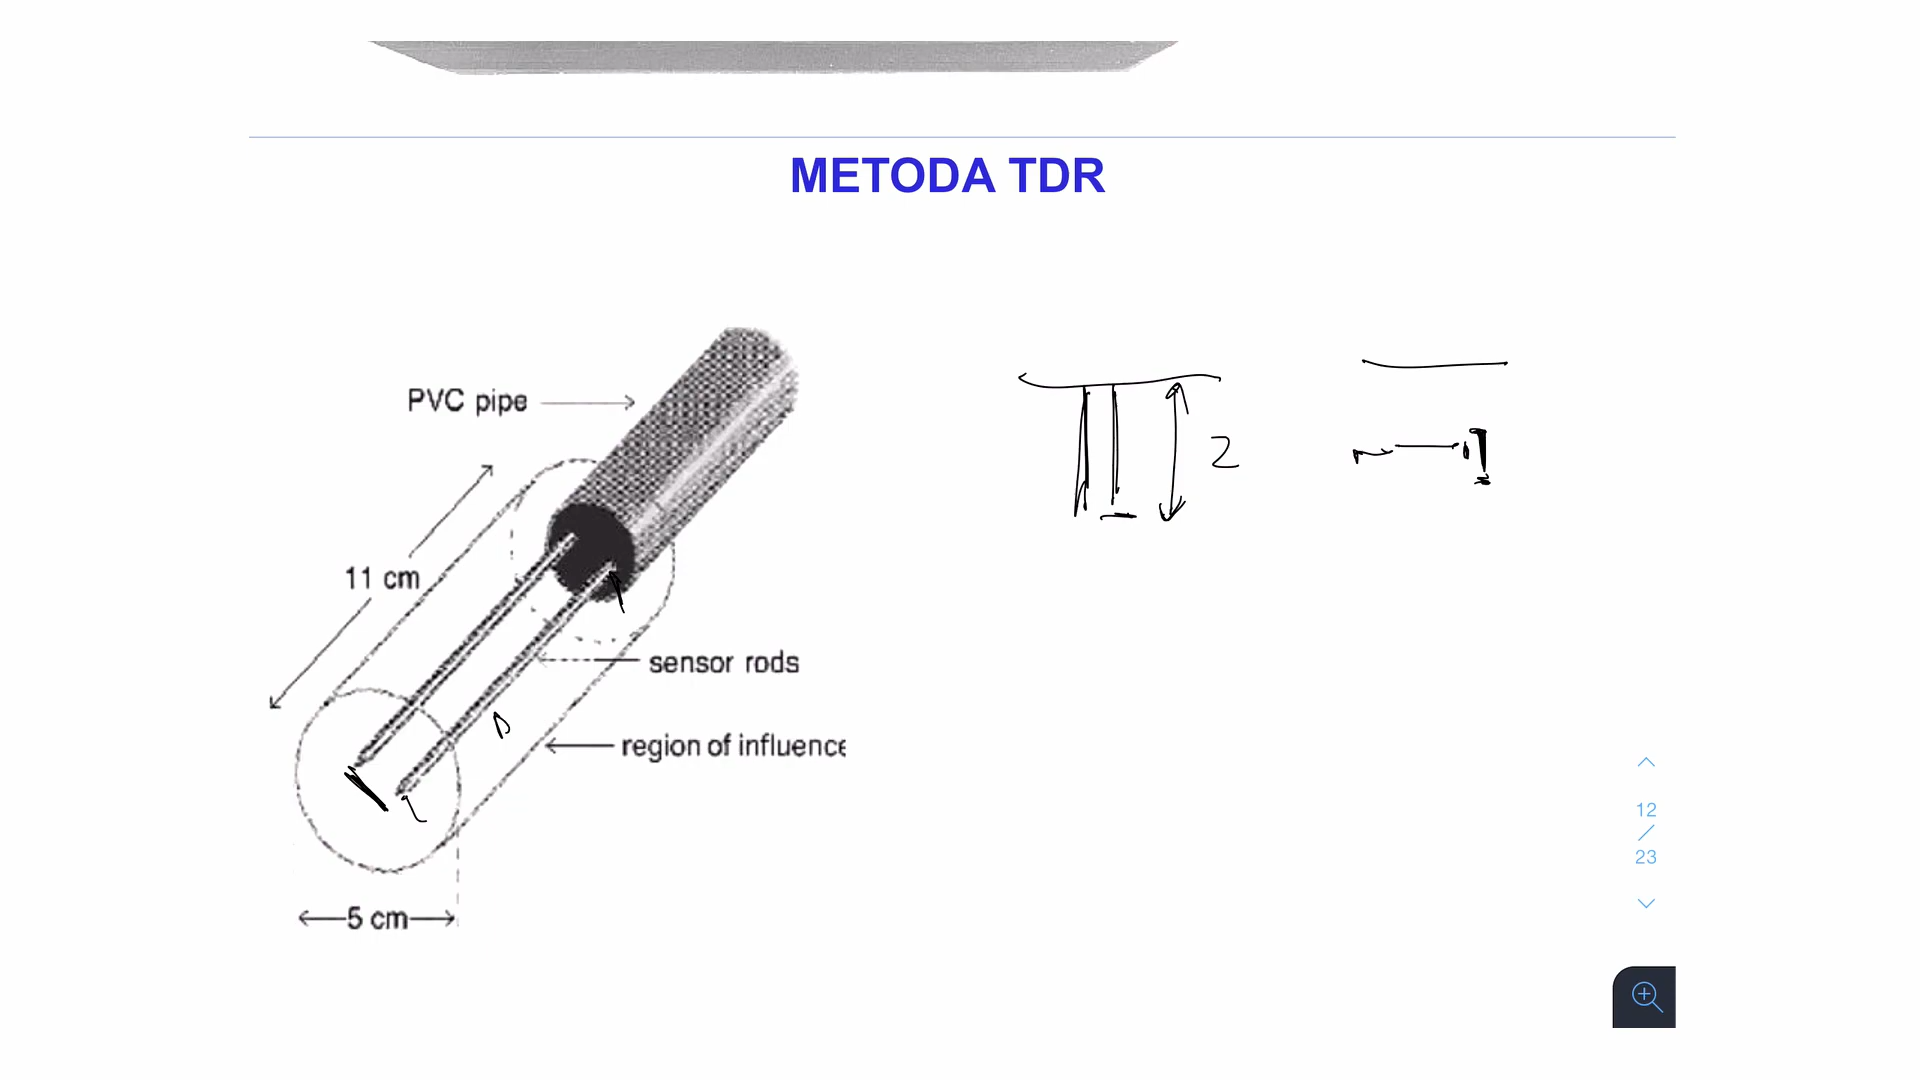 METODA TDR
PVC pipe
11 cm
sensor rods
region of influence
5 cm
2
12
/
23